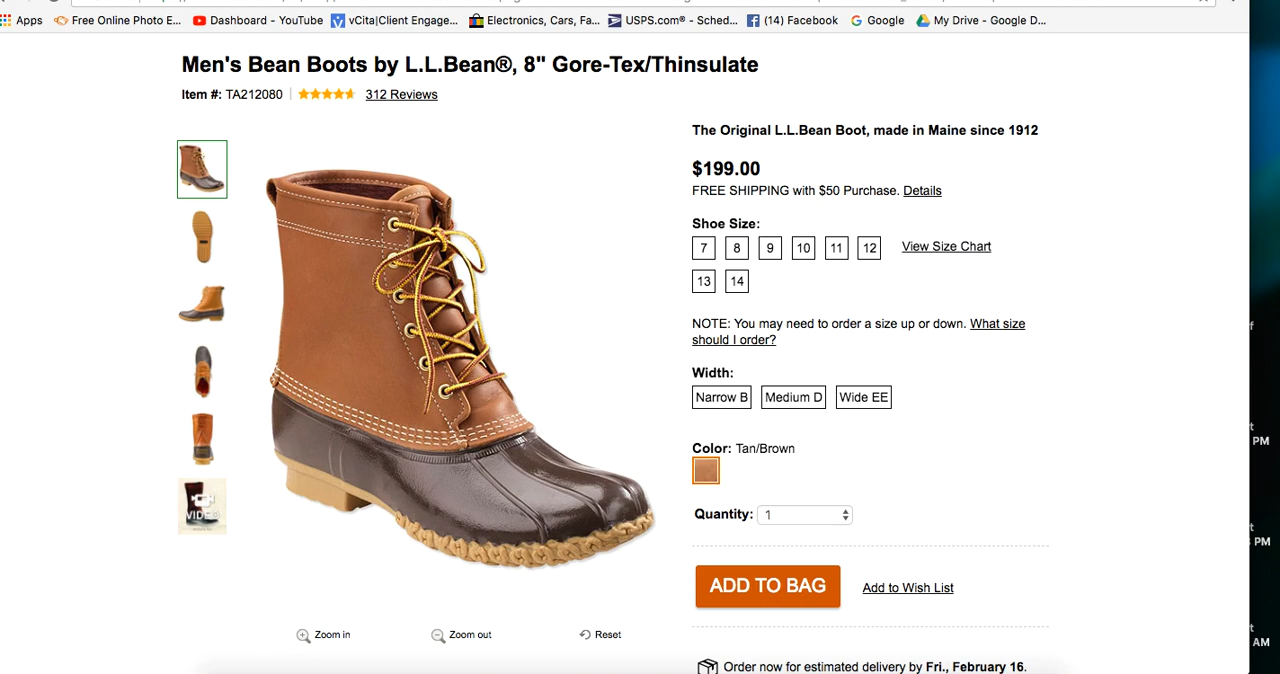 Apps Free Online Photo E... Dashboard - YouTube vCita|Client Engage... Electronics, Cars, Fa... USPS.com® - Sched... (14) Facebook Google My Drive - Google D...
Men's Bean Boots by L.L.Bean®, 8" Gore-Tex/Thinsulate
Item #: TA212080 312 Reviews
The Original L.L.Bean Boot, made in Maine since 1912
$199.00
FREE SHIPPING with $50 Purchase. Details
Shoe Size:
7 8 9 10 11 12 View Size Chart
13 14
NOTE: You may need to order a size up or down. What size
should I order?
Width:
Narrow B Medium D Wide EE
Color: Tan/Brown
Quantity: 1
VIDEO
ADD TO BAG Add to Wish List
Zoom in Zoom out Reset
Order now for estimated delivery by Fri., February 16.
PM
PM
AM